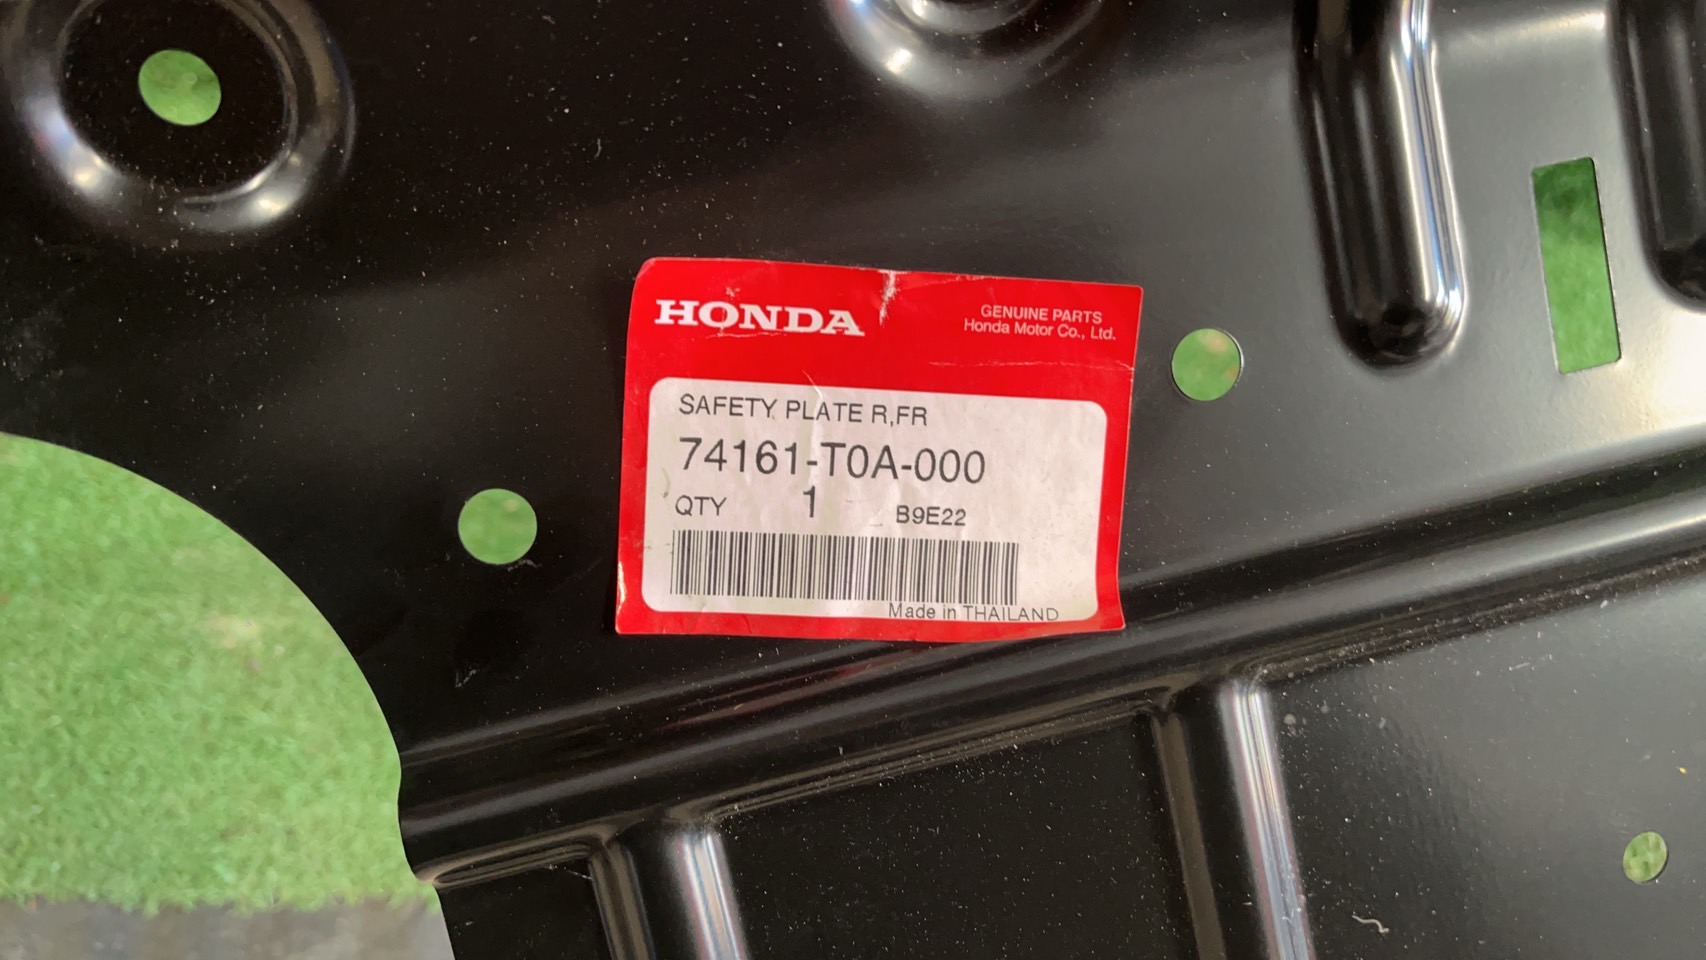 HONDA
GENUINE PARTS
Honda Motor Co., Ltd.
SAFETY PLATE R,FR
74161-T0A-000
QTY 1 B9E22
Made in THAILAND